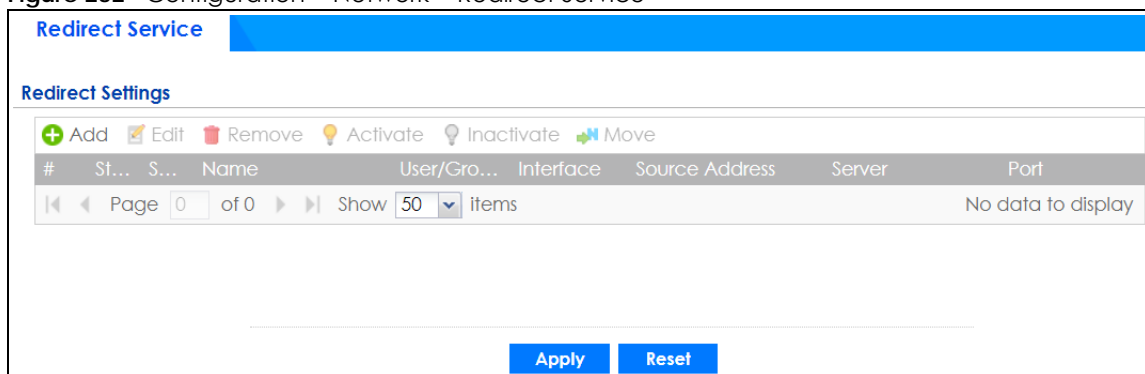 Redirect Service
Redirect Settings
Add Edit Remove Activate Inactivate Move
# St... S... Name User/Gro... Interface Source Address Server Port
Page 0 of 0 Show 50 items No data to display
Apply Reset